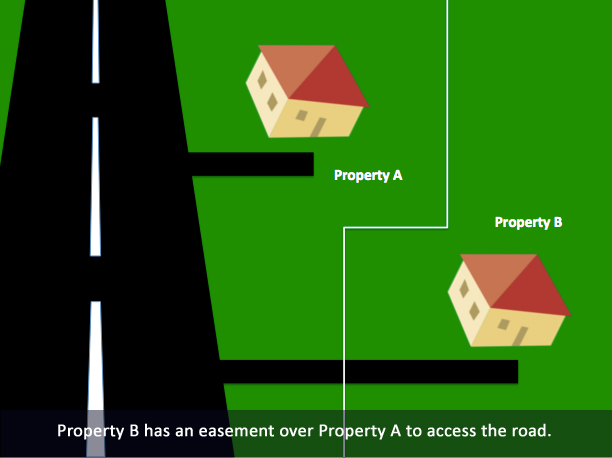 Property A
Property B
Property B has an easement over Property A to access the road.